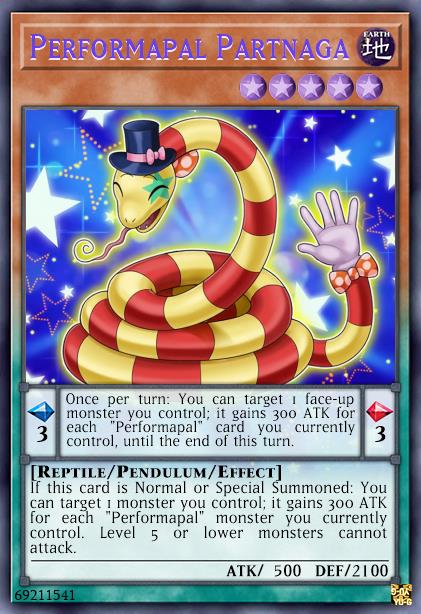 PERFORMAPAL PARTNAGA
EARTH
地
Once per turn: You can target 1 face-up
monster you control; it gains 300 ATK for
each "Performapal" card you currently
control, until the end of this turn.
3
3
[REPTILE/PENDULUM/EFFECT]
If this card is Normal or Special Summoned: You
can target 1 monster you control; it gains 300 ATK
for each "Performapal" monster you currently
control. Level 5 or lower monsters cannot
attack.
ATK/ 500 DEF/2100
69211541